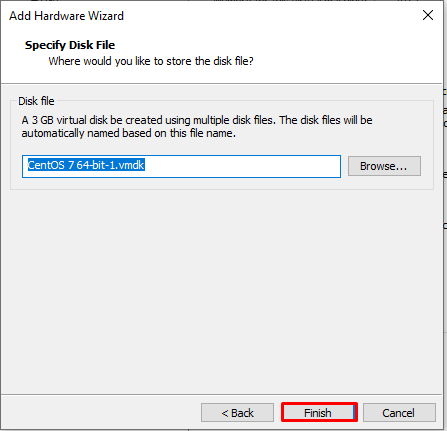 Add Hardware Wizard
Specify Disk File
Where would you like to store the disk file?
Disk file
A 3 GB virtual disk be created using multiple disk files. The disk files will be
automatically named based on this file name.
CentOS 7 64-bit-1.vmdk
Browse...
< Back
Finish
Cancel